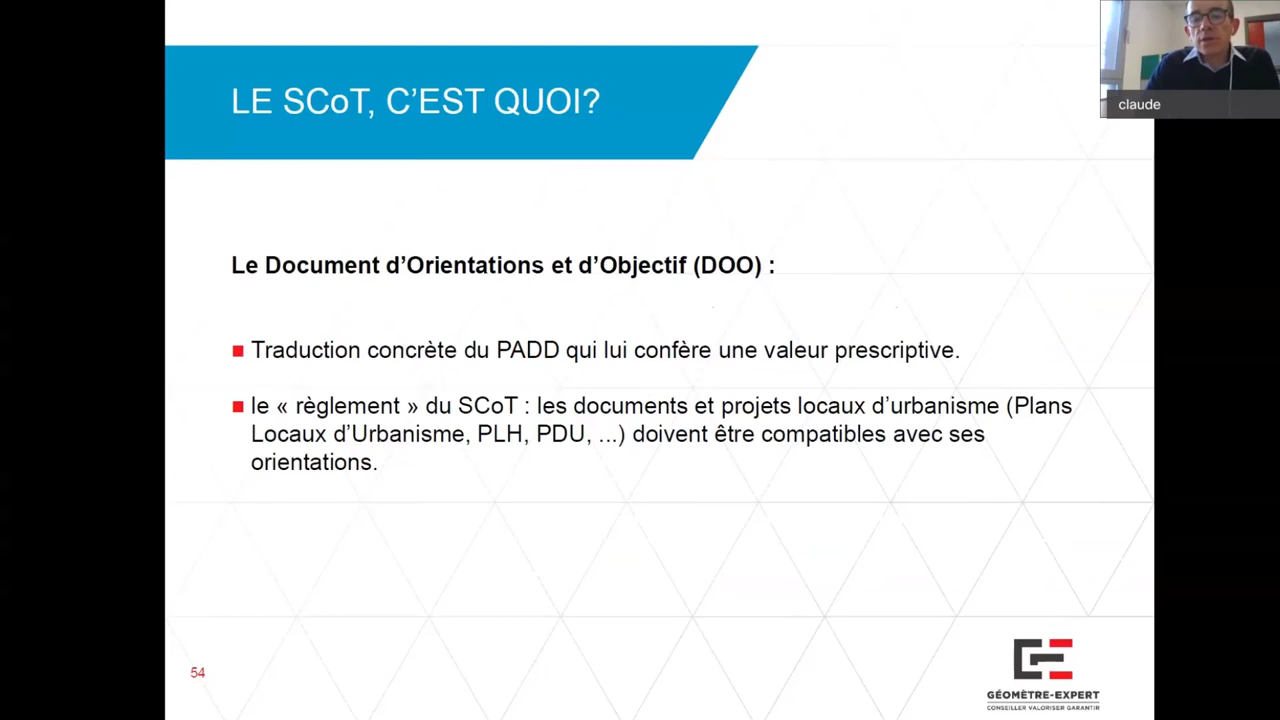 LE SCoT, C'EST QUOI?
claude
Le Document d'Orientations et d'Objectif (DOO) :
Traduction concrète du PADD qui lui confère une valeur prescriptive.
le « règlement » du SCoT : les documents et projets locaux d'urbanisme (Plans
Locaux d'Urbanisme, PLH, PDU, ...) doivent être compatibles avec ses
orientations.
54
GÉOMÈTRE-EXPERT
CONSEILLER VALORISER GARANTIR